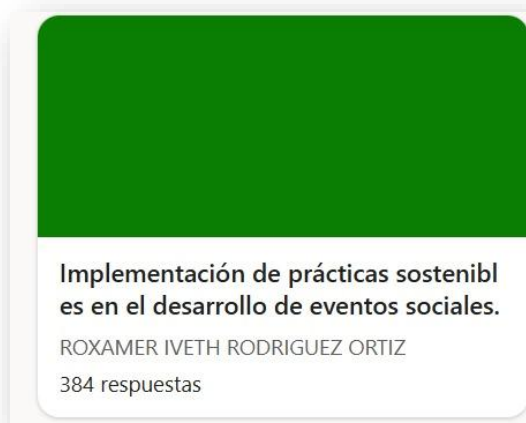 Implementación de prácticas sostenibl
es en el desarrollo de eventos sociales.
ROXAMER IVETH RODRIGUEZ ORTIZ
384 respuestas